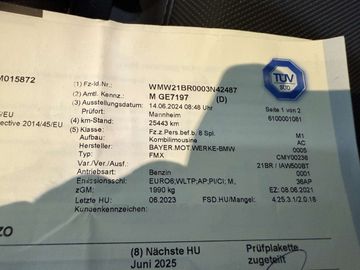 M015872
(1) Fz-Id.Nr.: WMW21BR0003N42487
(2) Amtl. Kennz.: M GE7197 (D)
TÜV
SÜD
(3) Ausstellungsdatum: 14.06.2024 08:48 Uhr Seite 1 von 2
Prüfort: Mannheim 6100001081
(4) km-Stand: 25443 km
(5) Klasse: Fz.z.Pers.bef.b. 8 Spl. M1
5/EU
ective 2014/45/EU
Aufbau: Kombilimousine AC
Hersteller: BAYER.MOT.WERKE-BMW 0005
Typ: FMX CMY00236
Var./Ver./Ausf.: 21BR / IAW500BT
Antriebsart: Benzin 0001
Emissionsschl.: EURO6;WLTP;AP;PI/CI; M, 36AP
zGM: 1990 kg EZ: 08.06.2021
Letzte HU 06.2023 FSD.HU/Mangel: 4.25.3.1/2.0.18
Kundenkennzeichen:
ZO
(8) Nächste HU Prüfplakette
Juni 2025 zugeteilt